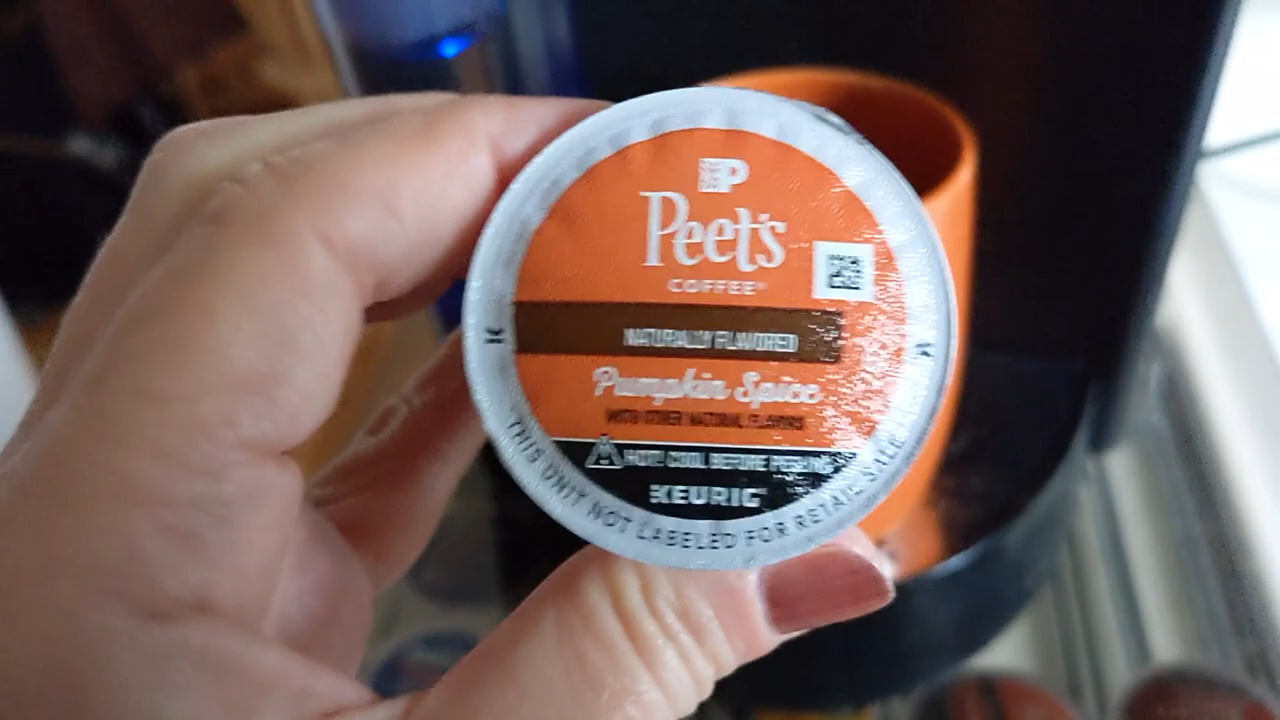 P
Peet's
COFFEE®
NATURALLY FLAVORED
Pumpkin Spice
WITH OTHER NATURAL FLAVORS
HOT! COOL BEFORE PEELING
KEURIG®
K
THIS UNIT NOT LABELED FOR RETAIL SALE